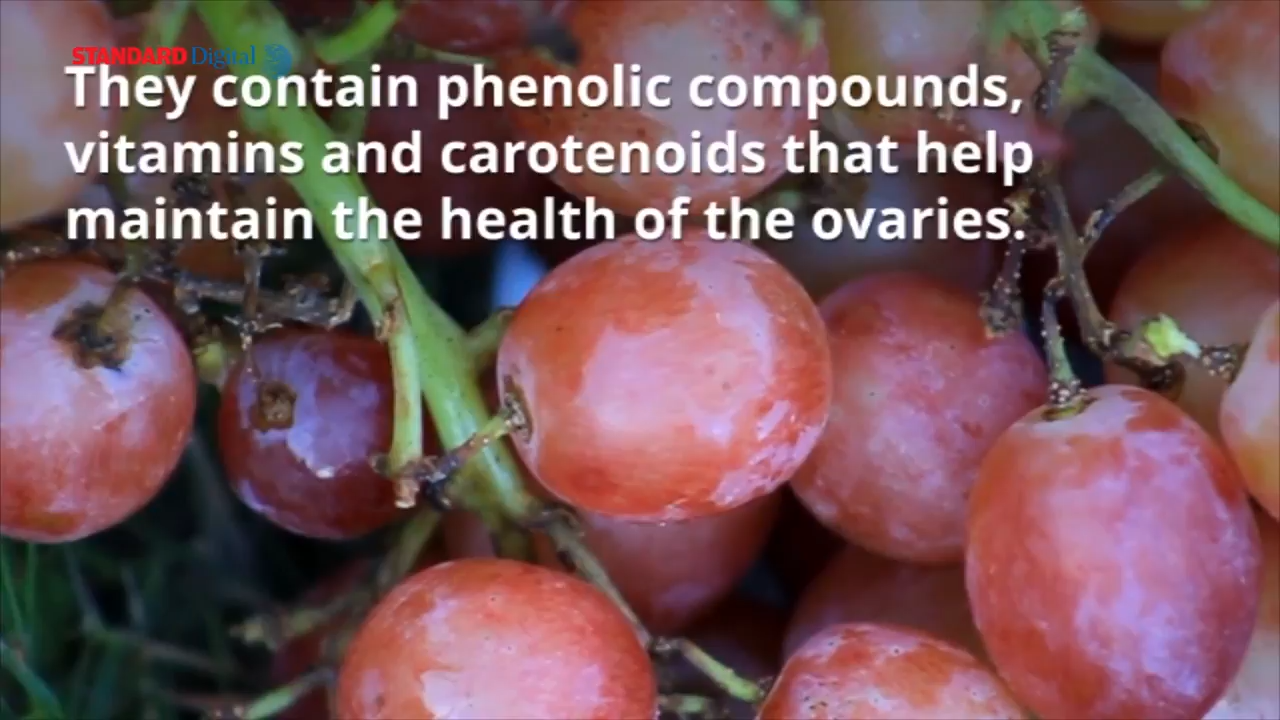 STANDARD Digital
They contain phenolic compounds,
vitamins and carotenoids that help
maintain the health of the ovaries.